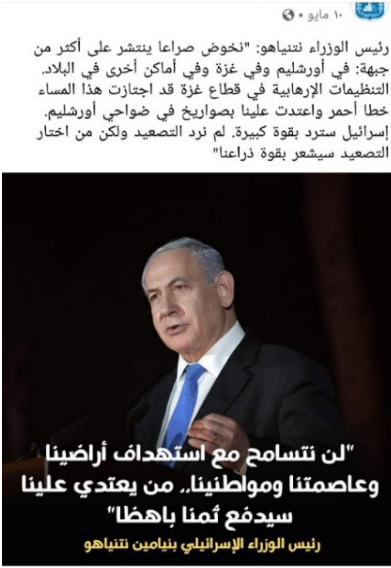 ١٠ مايو •
رئيس الوزراء نتنياهو: "نخوض صراعا ينتشر على أكثر من
جبهة: في أورشليم وفي غزة وفي أماكن أخرى في البلاد.
التنظيمات الإرهابية في قطاع غزة قد اجتازت هذا المساء
خطا أحمر واعتدت علينا بصواريخ في ضواحي أورشليم.
إسرائيل سترد بقوة كبيرة. لم نرد التصعيد ولكن من اختار
التصعيد سيشعر بقوة ذراعنا"
"لن نتسامح مع استهداف أراضينا
وعاصمتنا ومواطنينا.. من يعتدي علينا
سيدفع ثمنا باهظا"
رئيس الوزراء الإسرائيلي بنيامين نتنياهو